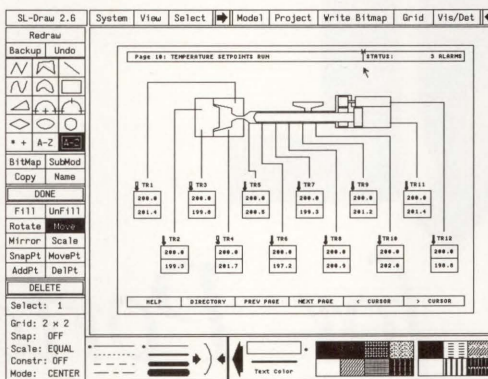 SL-Draw 2.6 System View Select Model Project Write Bitmap Grid Vis/Det
Redraw
Backup Undo
* + A-Z A-Z
BitMap SubMod
Copy Name
DONE
Fill UnFill
Rotate Move
Mirror Scale
SnapPt MovePt
AddPt DelPt
DELETE
Select: 1
Grid: 2 x 2
Snap: OFF
Scale: EQUAL
Constr: OFF
Mode: CENTER
Page 10: TEMPERATURE SETPOINTS RUN STATUS: 5 ALARMS
TR1 TR3 TR5 TR7 TR9 TR11
200.0 200.0 200.0 200.0 200.0 200.0
201.4 199.8 200.5 199.3 201.2 201.4
TR2 TR4 TR6 TR8 TR10 TR12
200.0 200.0 200.0 200.0 200.0 200.0
199.3 201.7 197.2 200.9 202.6 198.5
HELP DIRECTORY PREV PAGE NEXT PAGE < CURSOR > CURSOR
Text Color